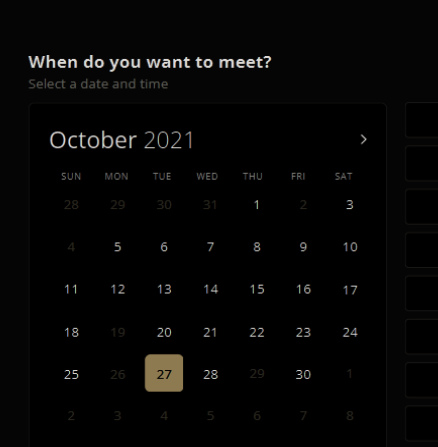 When do you want to meet?
Select a date and time
October 2021
SUN MON TUE WED THU FRI SAT
28 29 30 31 1 2 3
4 5 6 7 8 9 10
11 12 13 14 15 16 17
18 19 20 21 22 23 24
25 26 27 28 29 30 1
2 3 4 5 6 7 8